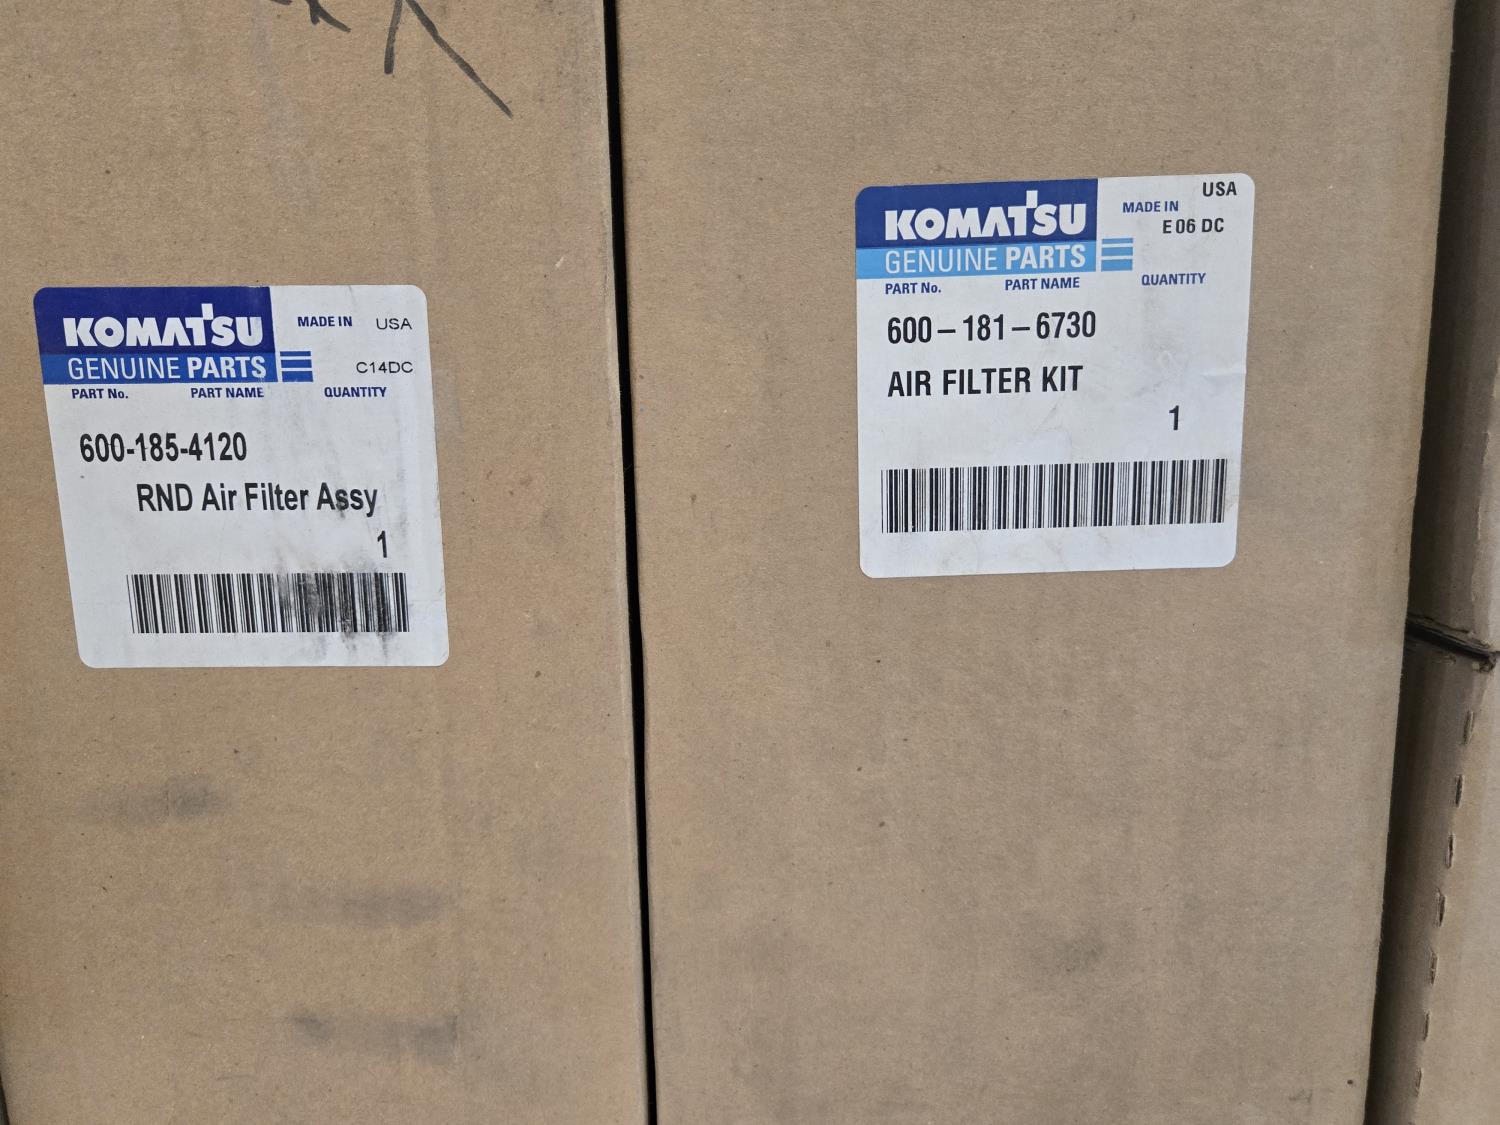 KOMATSU
MADE IN USA
GENUINE PARTS
C14DC
PART No. PART NAME QUANTITY
600-185-4120
RND Air Filter Assy
1
KOMATSU
USA
MADE IN
E 06 DC
GENUINE PARTS
PART No. PART NAME QUANTITY
600-181-6730
AIR FILTER KIT
1